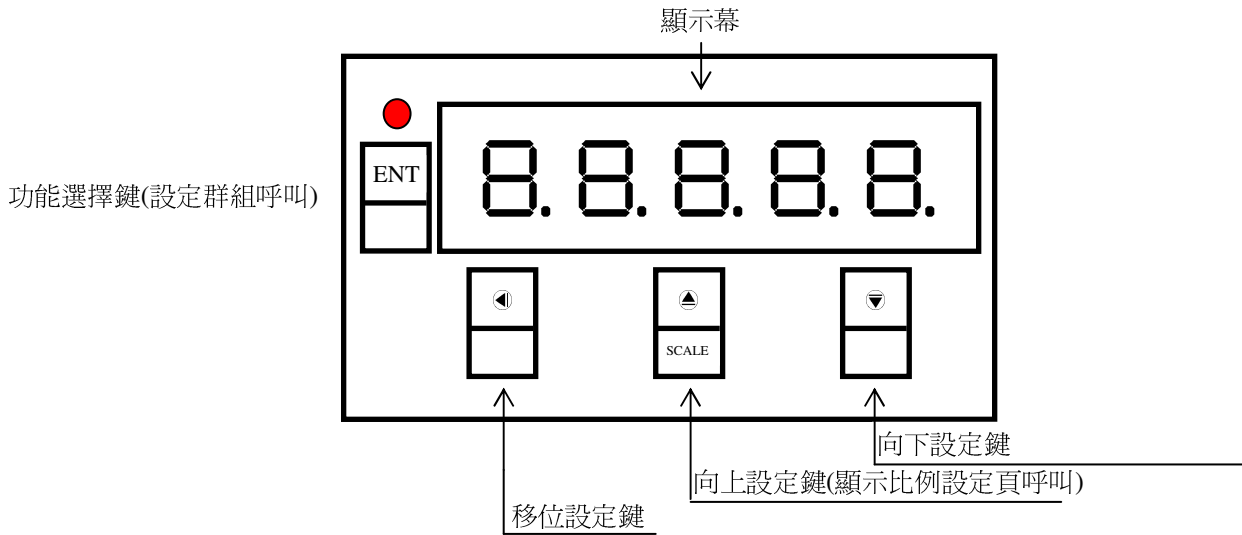 顯示幕
ENT
8.8.8.8.8.
功能選擇鍵(設定群組呼叫)
SCALE
向下設定鍵
向上設定鍵(顯示比例設定頁呼叫)
移位設定鍵